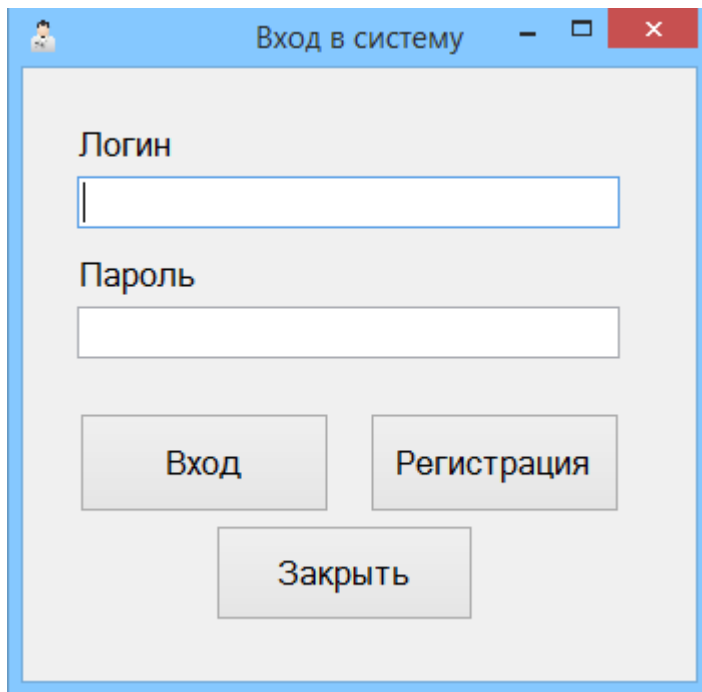 Вход в систему
Логин
Пароль
Вход
Регистрация
Закрыть